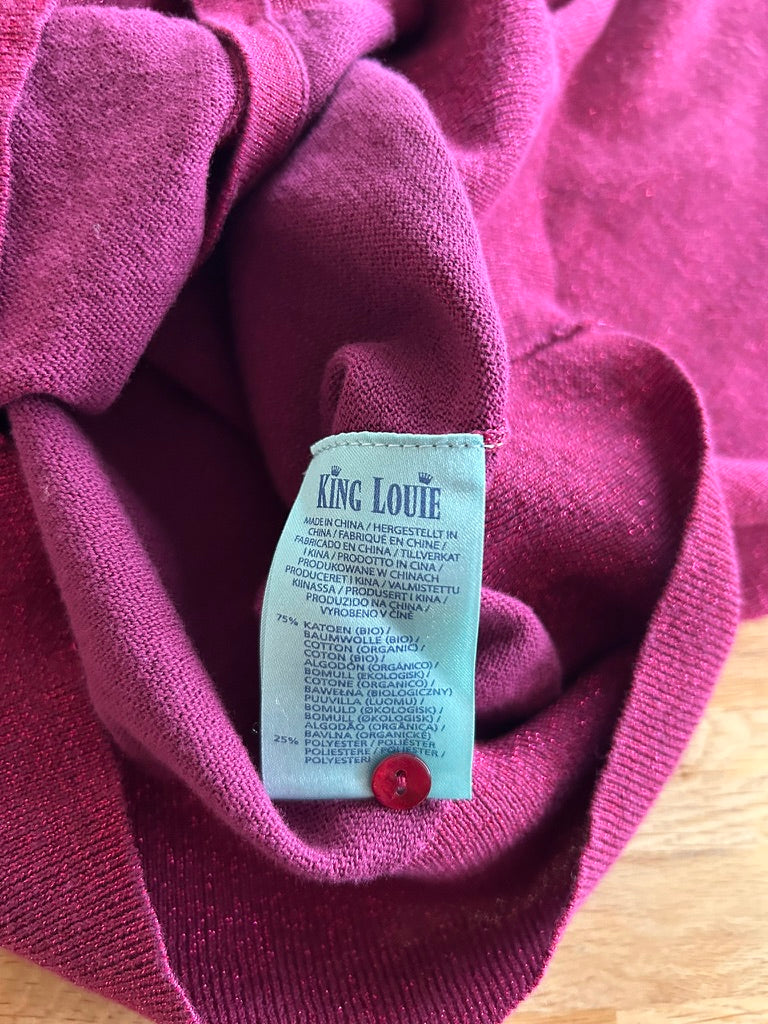 KING LOUIE
MADE IN CHINA / HERGESTELLT IN
CHINA / FABRIQUÉ EN CHINE /
FABRICADO EN CHINA / TILLVERKAT
I KINA / PRODOTTO IN CINA /
PRODUKOWANE W CHINACH
PRODUCERET I KINA / VALMISTETTU
KIINASSA / PRODUSERT I KINA /
PRODUZIDO NA CHINA /
VYROBENO V ČÍNĚ
75% KATOEN (BIO) /
BAUMWOLLE (BIO) /
COTTON (ORGANIC) /
COTON (BIO) /
ALGODÓN (ORGÁNICO) /
BOMULL (EKOLOGISK) /
COTONE (ORGANICO) /
BAWEŁNA (BIOLOGICZNY)
PUUVILLA (LUOMU) /
BOMULD (ØKOLOGISK) /
BOMULL (ØKOLOGISK) /
ALGODÃO (ORGÂNICA) /
BAVLNA (ORGANICKÉ)
25% POLYESTER / POLIÉSTER
POLIESTERE / POLIESTER /
POLYESTERI